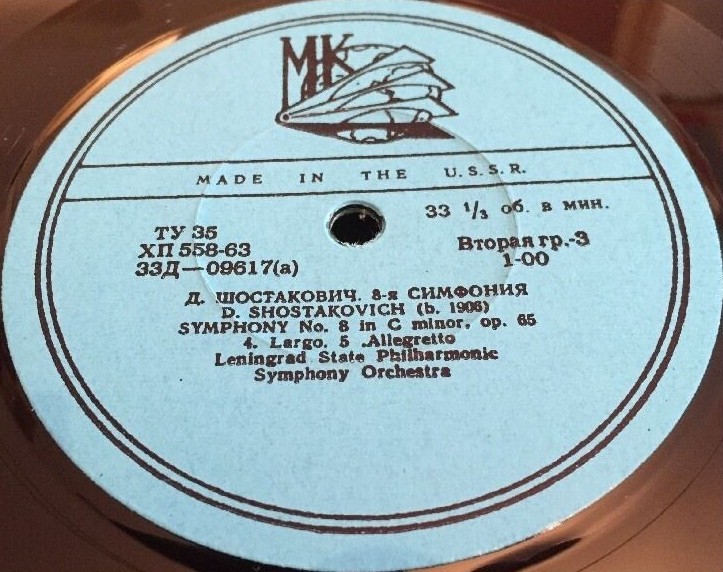 МК
MADE IN THE U.S.S.R.
33 1/3 об. в мин.
ТУ 35
ХП 558-63
33Д—09617(а)
Вторая гр.-3
1-00
Д. ШОСТАКОВИЧ. 8-я СИМФОНИЯ
D. SHOSTAKOVICH (b. 1906)
SYMPHONY No. 8 in C minor, op. 65
4. Largo. 5 .Allegretto
Leningrad State Philharmonic
Symphony Orchestra